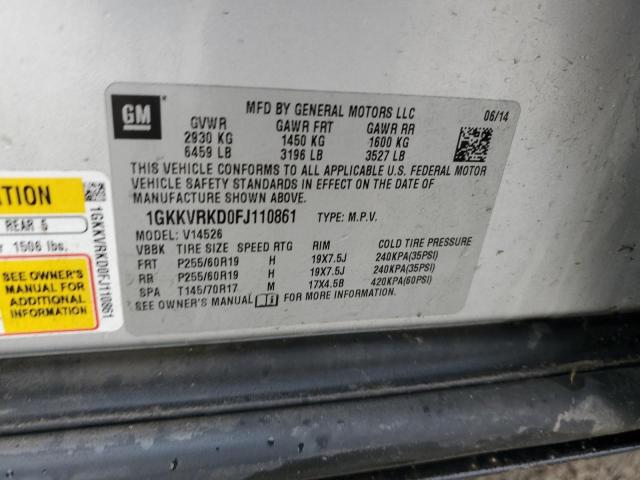 GM
MFD BY GENERAL MOTORS LLC 06/14
GVWR GAWR FRT GAWR RR
2930 KG 1450 KG 1600 KG
6459 LB 3196 LB 3527 LB
THIS VEHICLE CONFORMS TO ALL APPLICABLE U.S. FEDERAL MOTOR
VEHICLE SAFETY STANDARDS IN EFFECT ON THE DATE OF
MANUFACTURE SHOWN ABOVE.
1GKKVRKD0FJ110861 TYPE: M.P.V.
MODEL: V14526
VBBK TIRE SIZE SPEED RTG RIM COLD TIRE PRESSURE
FRT P255/60R19 H 19X7.5J 240KPA(35PSI)
RR P255/60R19 H 19X7.5J 240KPA(35PSI)
SPA T145/70R17 M 17X4.5B 420KPA(60PSI)
SEE OWNER'S MANUAL FOR MORE INFORMATION.
REAR 5
1506 lbs.
SEE OWNER'S
MANUAL FOR
ADDITIONAL
INFORMATION
1GKKVRKD0FJ110861